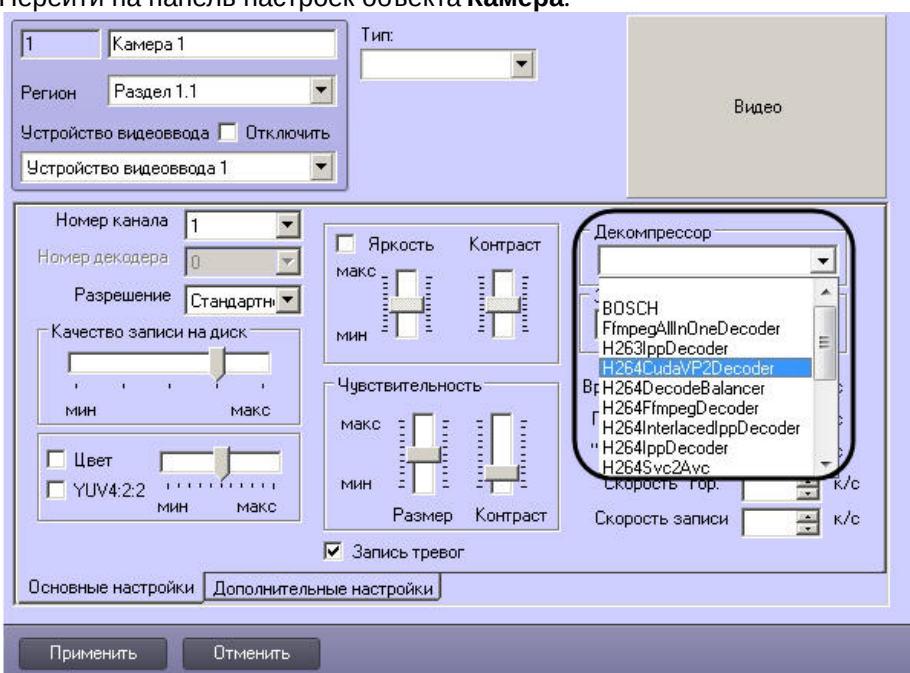 Перейти на панель настроек объекта Камера.
1 Камера 1
Тип:
Регион Раздел 1.1
Видео
Устройство видеоввода Отключить
Устройство видеоввода 1
Номер канала 1
Номер декодера 0
Разрешение Стандартн
Качество записи на диск
мин макс
Цвет
YUV4:2:2
мин макс
Яркость Контраст
макс
мин
Чувствительность
макс
мин
Размер Контраст
Запись тревог
Декомпрессор
BOSCH
FfmpegAllInOneDecoder
H263IppDecoder
H264CudaVP2Decoder
H264DecodeBalancer
H264FfmpegDecoder
H264InterlacedIppDecoder
H264IppDecoder
H264Svc2Avc
Скорость гор. к/с
Скорость записи к/с
Основные настройки Дополнительные настройки
Применить Отменить